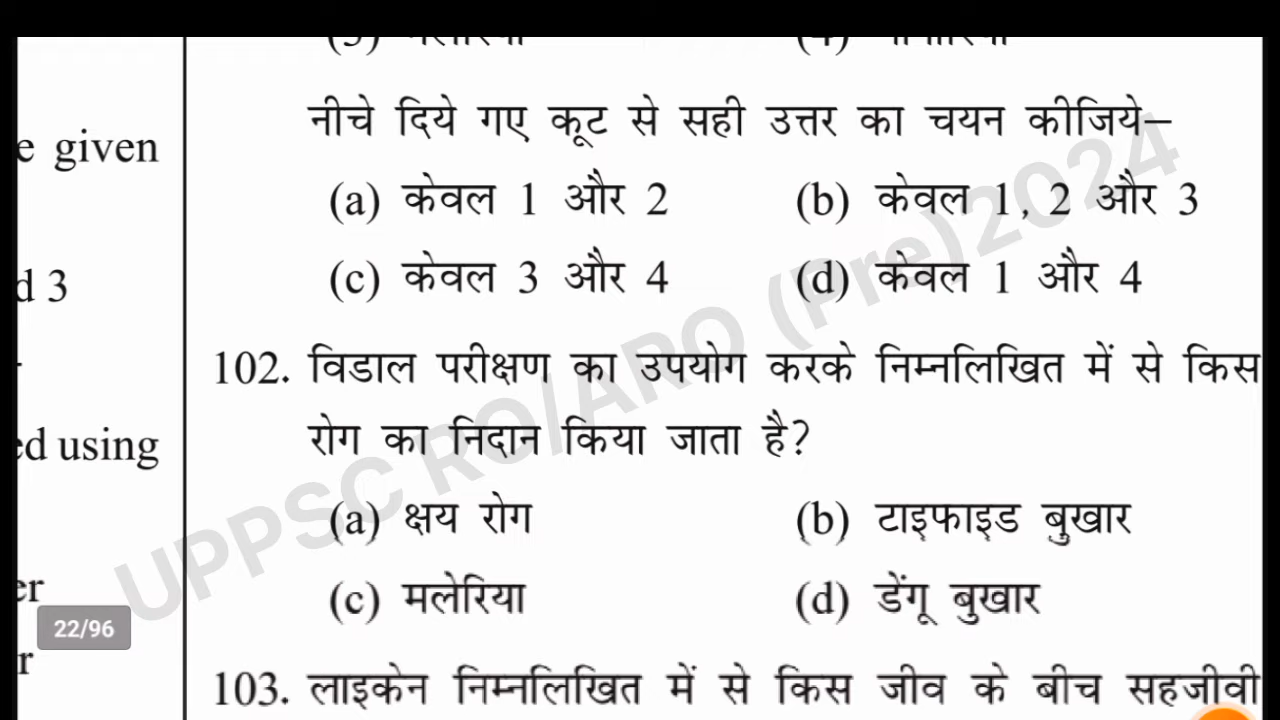 नीचे दिये गए कूट से सही उत्तर का चयन कीजिये–
e given
(a) केवल 1 और 2 (b) केवल 1, 2 और 3
(c) केवल 3 और 4 (d) केवल 1 और 4
d 3
102. विडाल परीक्षण का उपयोग करके निम्नलिखित में से किस
रोग का निदान किया जाता है?
ed using
(a) क्षय रोग (b) टाइफाइड बुखार
(c) मलेरिया (d) डेंगू बुखार
er
22/96
r
103. लाइकेन निम्नलिखित में से किस जीव के बीच सहजीवी
UPPSC RO/ARO (Pre) 2024